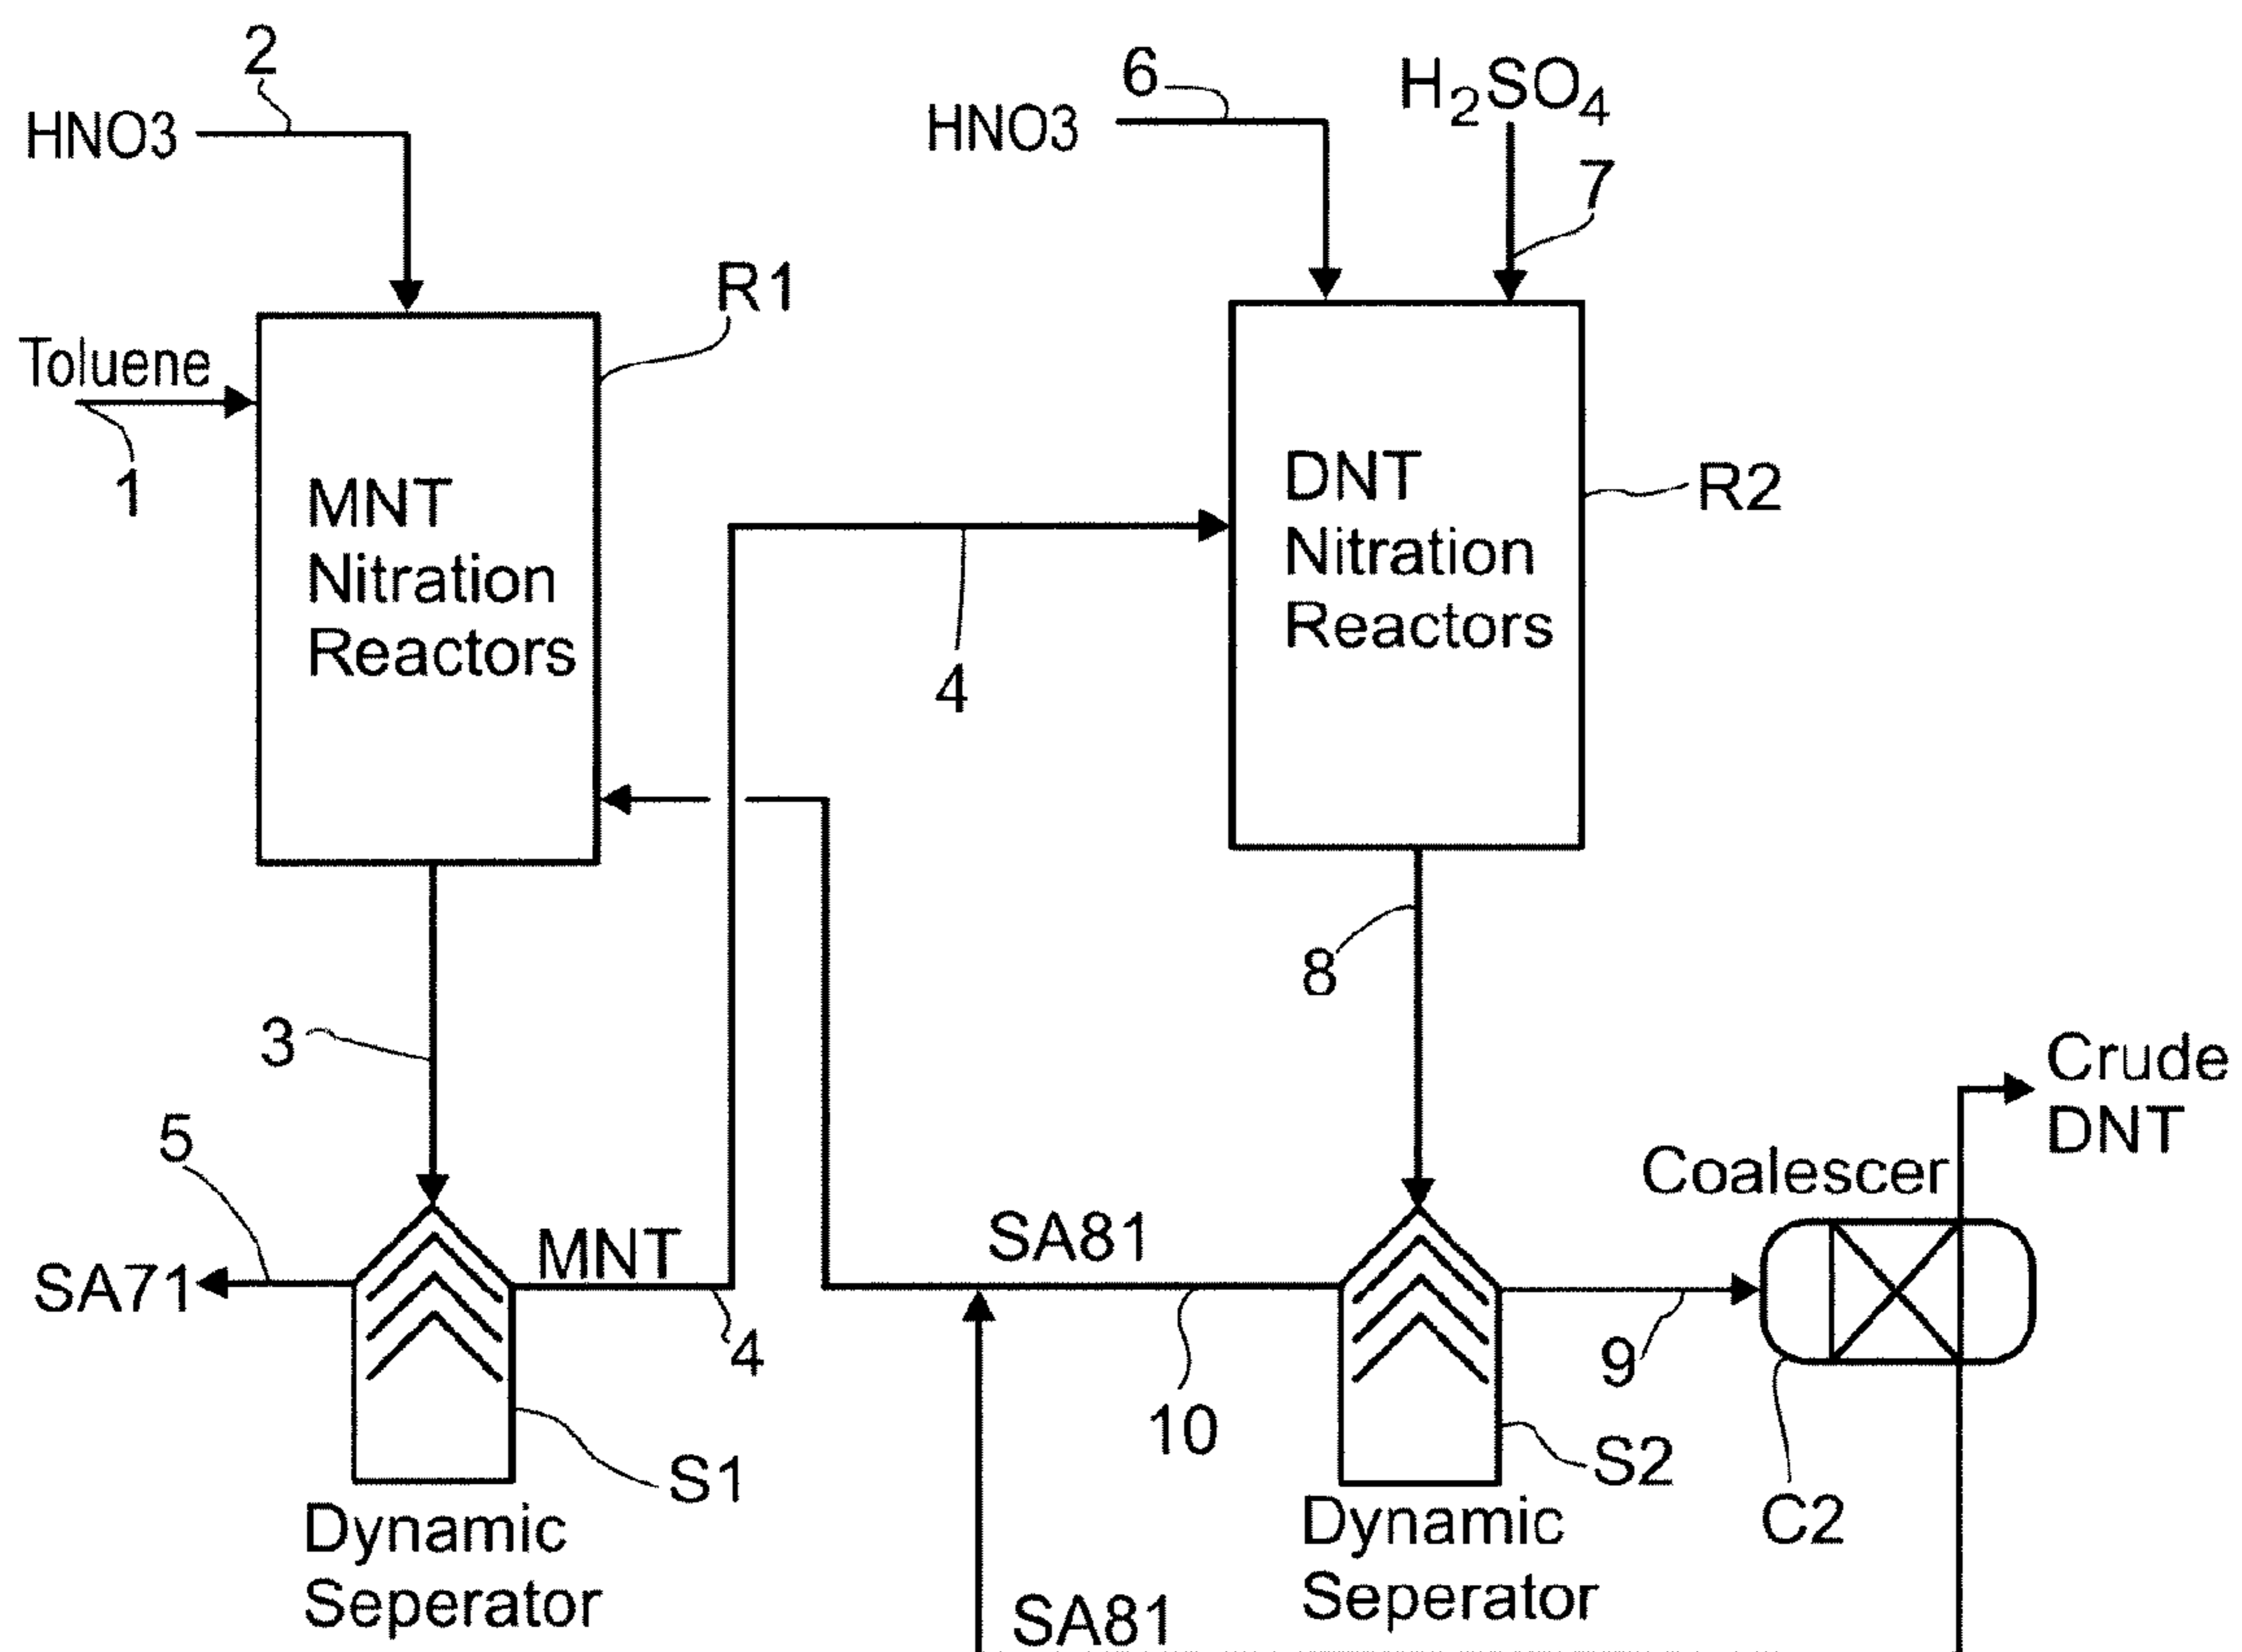 2
HNO3
6
HNO3
H2SO4
7
R1
Toluene
1
MNT
Nitration
Reactors
DNT
Nitration
Reactors
R2
4
8
3
Crude
DNT
5
Coalescer
SA71
MNT
4
SA81
10
9
S1
S2
C2
Dynamic
Seperator
Dynamic
Seperator
SA81